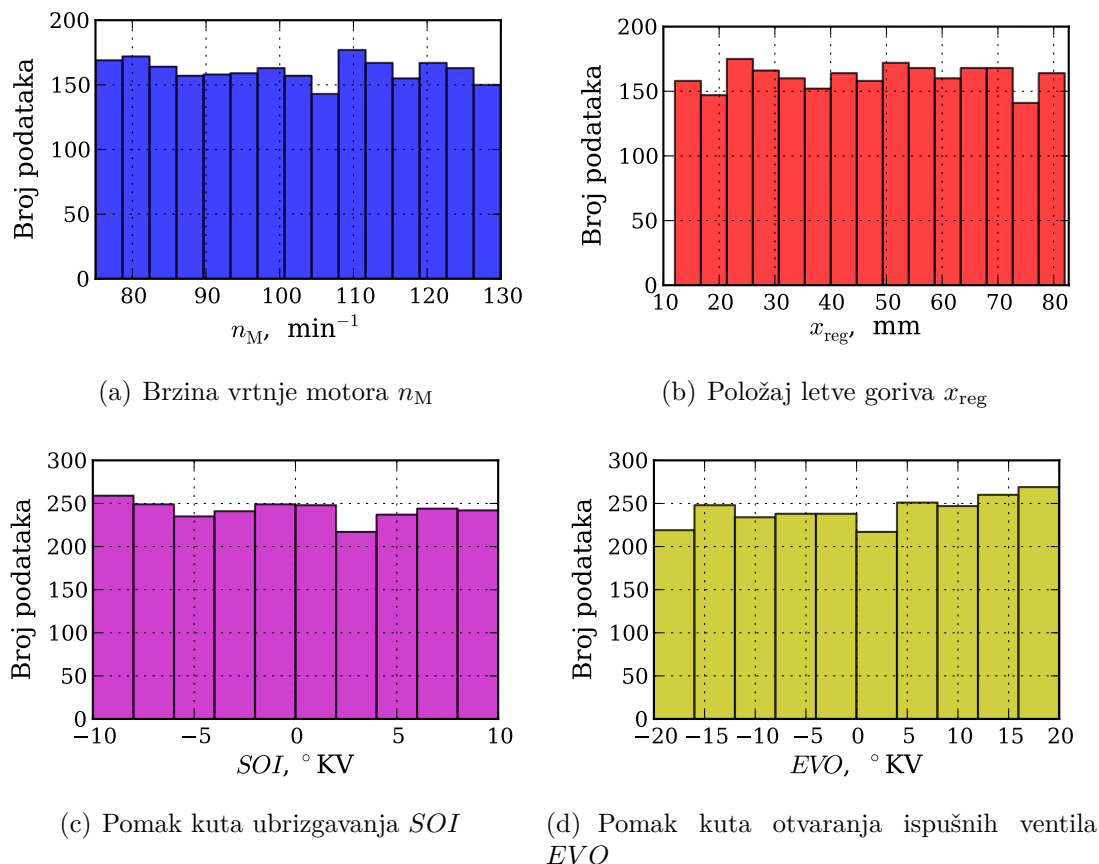 200
150
100
50
0
Broj podataka
80 90 100 110 120 130
n_M, min⁻¹
(a) Brzina vrtnje motora n_M
200
150
100
50
0
Broj podataka
10 20 30 40 50 60 70 80
x_reg, mm
(b) Položaj letve goriva x_reg
300
250
200
150
100
50
0
Broj podataka
−10 −5 0 5 10
SOI, °KV
(c) Pomak kuta ubrizgavanja SOI
300
250
200
150
100
50
0
Broj podataka
−20 −15 −10 −5 0 5 10 15 20
EVO, °KV
(d) Pomak kuta otvaranja ispušnih ventila
EVO